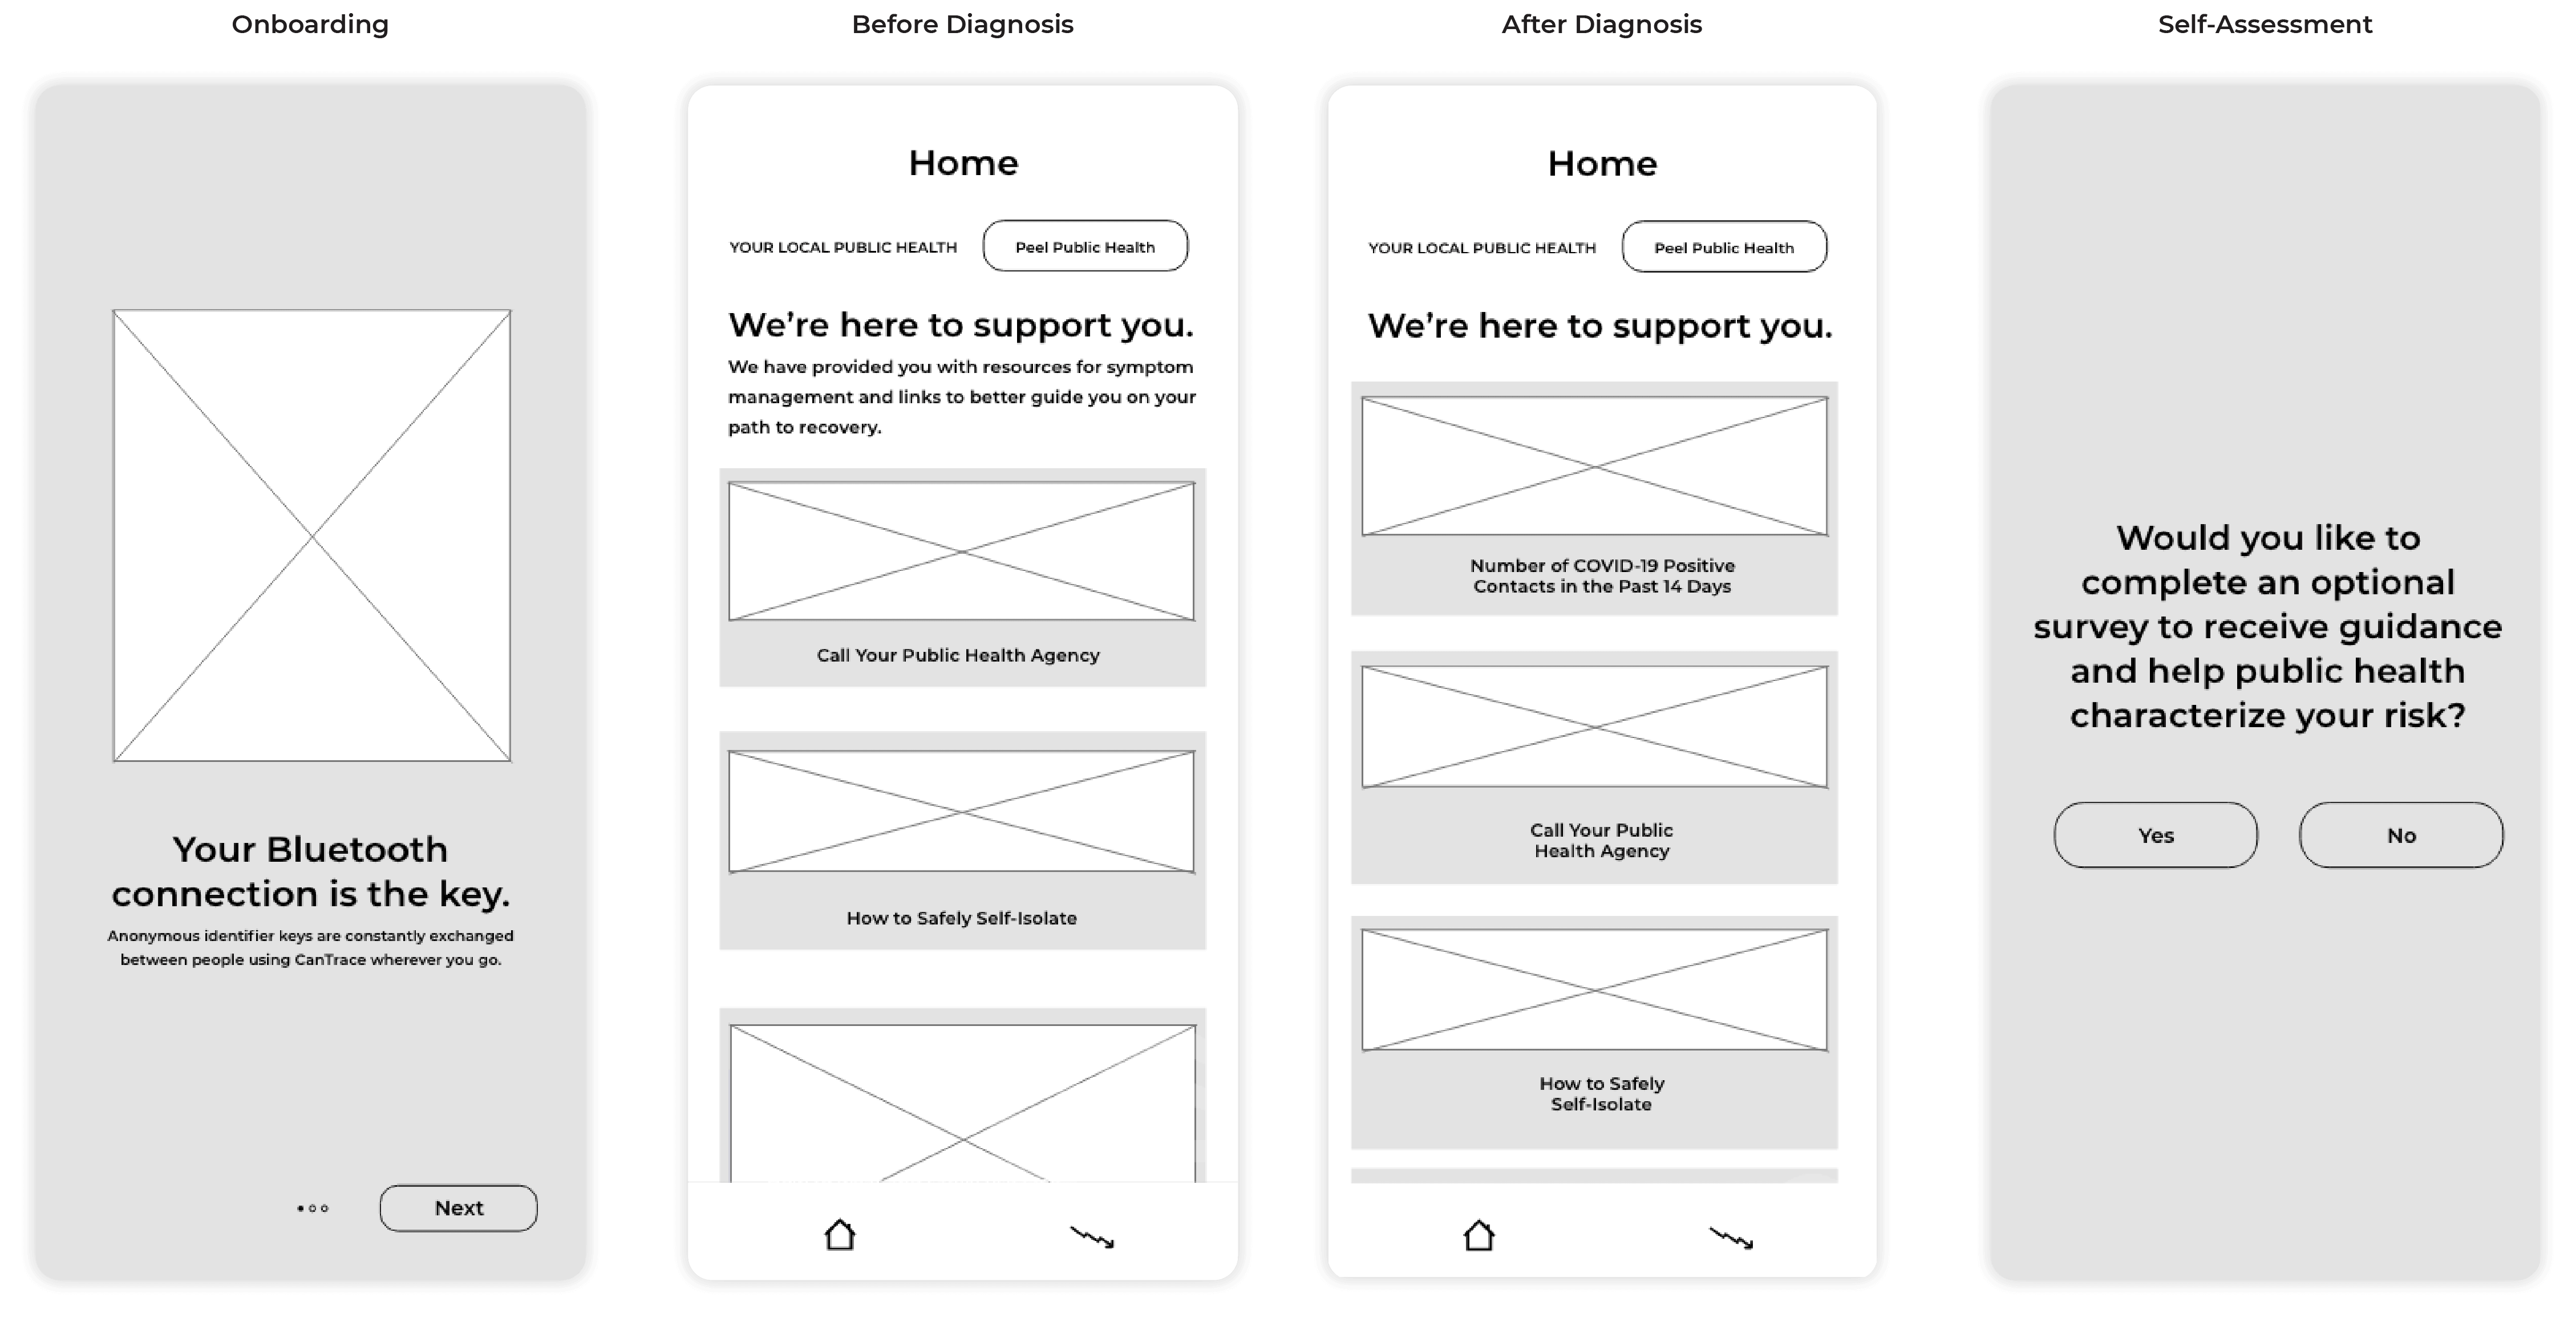 Onboarding
Your Bluetooth
connection is the key.
Anonymous identifier keys are constantly exchanged
between people using CanTrace wherever you go.
Next
Before Diagnosis
Home
YOUR LOCAL PUBLIC HEALTH
Peel Public Health
We're here to support you.
We have provided you with resources for symptom
management and links to better guide you on your
path to recovery.
Call Your Public Health Agency
How to Safely Self-Isolate
After Diagnosis
Home
YOUR LOCAL PUBLIC HEALTH
Peel Public Health
We're here to support you.
Number of COVID-19 Positive
Contacts in the Past 14 Days
Call Your Public
Health Agency
How to Safely
Self-Isolate
Self-Assessment
Would you like to
complete an optional
survey to receive guidance
and help public health
characterize your risk?
Yes
No